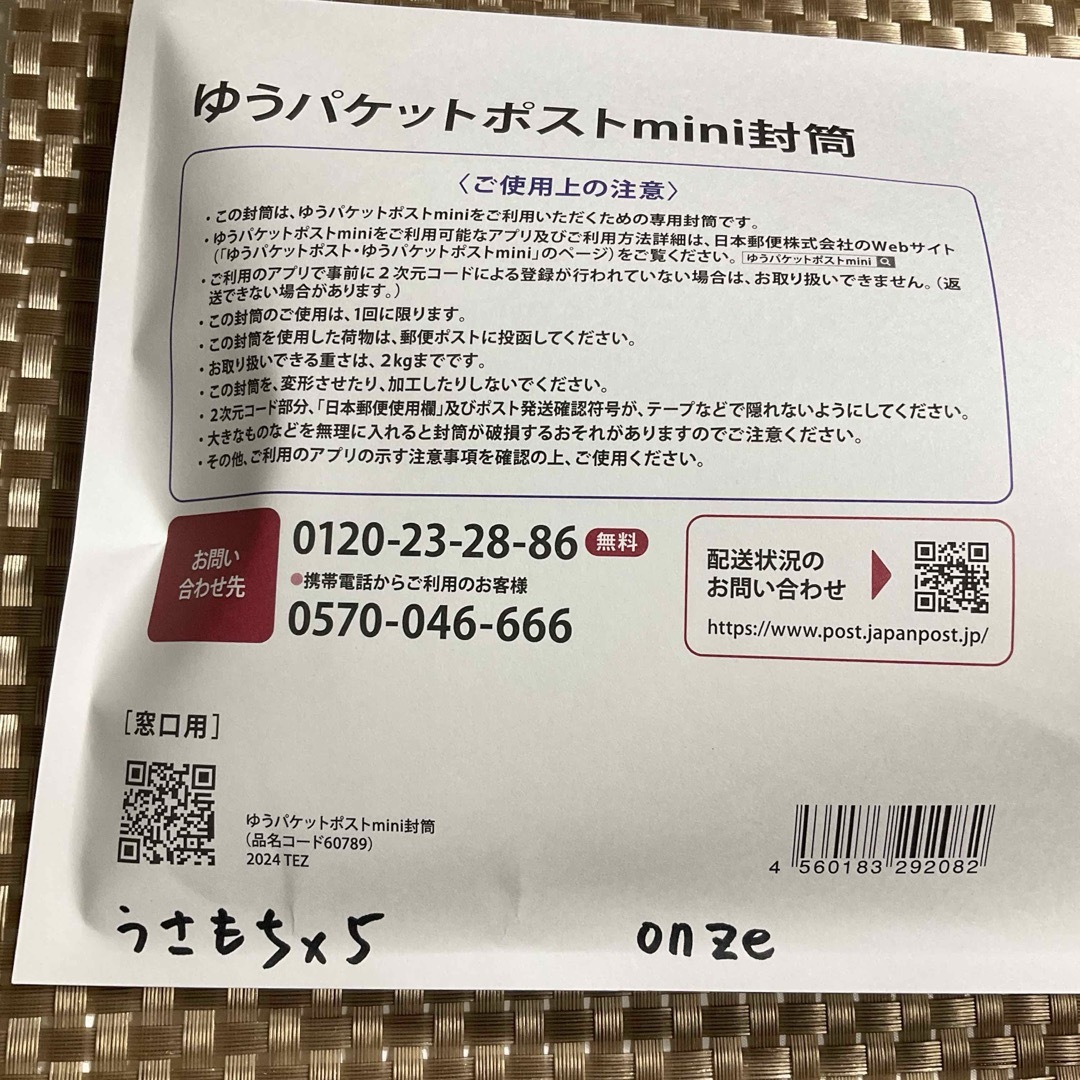 ゆうパケットポストmini封筒
〈ご使用上の注意〉
・この封筒は、ゆうパケットポストminiをご利用いただくための専用封筒です。
・ゆうパケットポストminiをご利用可能なアプリ及びご利用方法詳細は、日本郵便株式会社のWebサイト
(「ゆうパケットポスト・ゆうパケットポストmini」のページ)をご覧ください。 ゆうパケットポストmini
・ご利用のアプリで事前に２次元コードによる登録が行われていない場合は、お取り扱いできません。(返
送できない場合があります。)
・この封筒のご使用は、1回に限ります。
・この封筒を使用した荷物は、郵便ポストに投函してください。
・お取り扱いできる重さは、2kgまでです。
・この封筒を、変形させたり、加工したりしないでください。
・2次元コード部分、「日本郵便使用欄」及びポスト発送確認符号が、テープなどで隠れないようにしてください。
・大きなものなどを無理に入れると封筒が破損するおそれがありますのでご注意ください。
・その他、ご利用のアプリの示す注意事項を確認の上、ご使用ください。
お問い
合わせ先
0120-23-28-86 無料
●携帯電話からご利用のお客様
0570-046-666
配送状況の
お問い合わせ
https://www.post.japanpost.jp/
［窓口用］
ゆうパケットポストmini封筒
(品名コード60789)
2024 TEZ
4 560183 292082
うさもちx5
onze